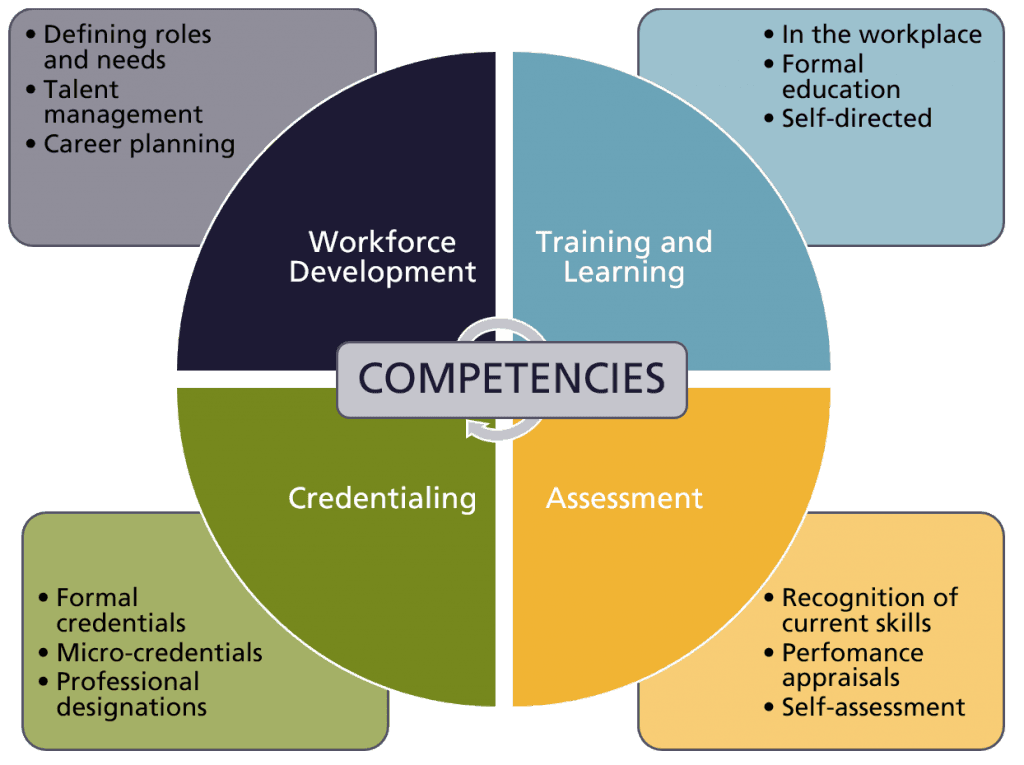 • Defining roles
and needs
• Talent
management
• Career planning
• In the workplace
• Formal
education
• Self-directed
Workforce
Development
Training and
Learning
COMPETENCIES
Credentialing
Assessment
• Formal
credentials
• Micro-credentials
• Professional
designations
• Recognition of
current skills
• Perfomance
appraisals
• Self-assessment